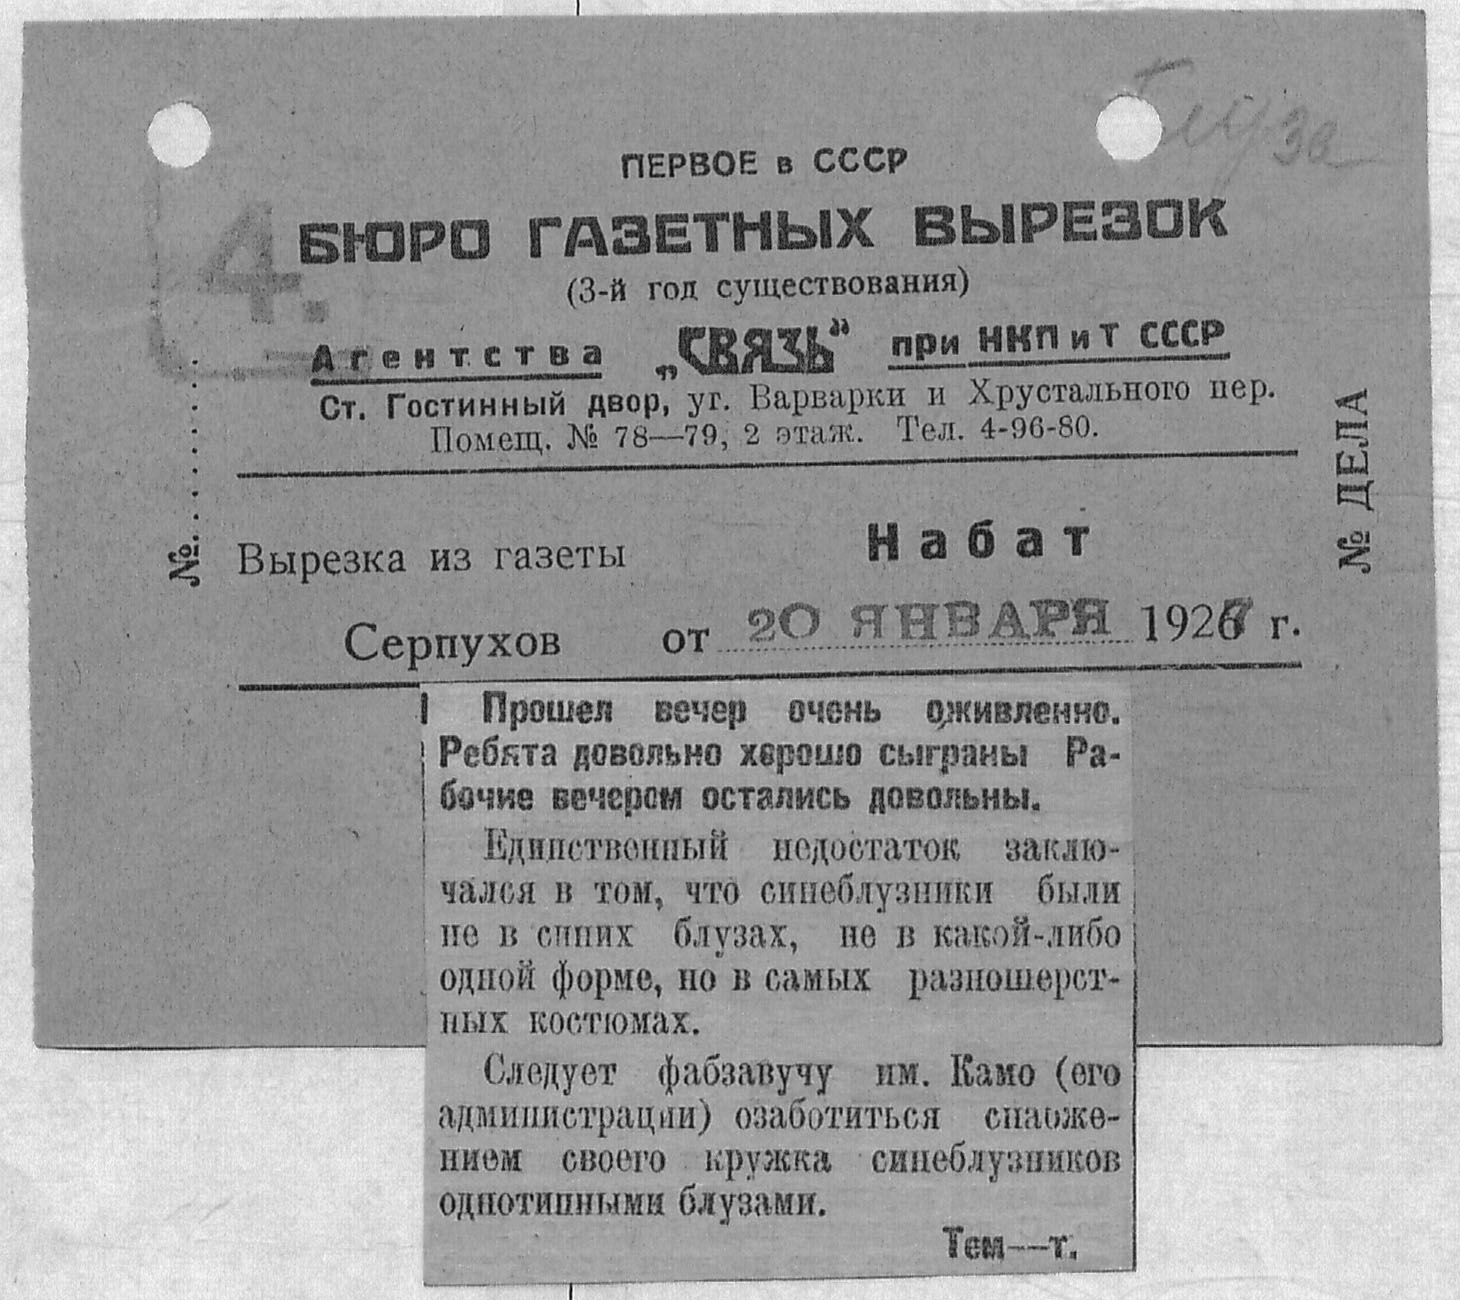 Блуза
ПЕРВОЕ в СССР
4.
БЮРО ГАЗЕТНЫХ ВЫРЕЗОК
(3-й год существования)
Агентства „СВЯЗЬ“ при НКП и Т СССР
Ст. Гостинный двор, уг. Варварки и Хрустального пер.
Помещ. № 78—79, 2 этаж. Тел. 4-96-80.
№
№ ДЕЛА
Вырезка из газеты Набат
Серпухов от 20 ЯНВАРЯ 1927 г.
Прошел вечер очень оживленно.
Ребята довольно хорошо сыграны Ра-
бочие вечером остались довольны.
Единственный недостаток заклю-
чался в том, что синеблузники были
не в синих блузах, не в какой-либо
одной форме, но в самых разношерст-
ных костюмах.
Следует фабзавучу им. Камо (его
администрации) озаботиться снабже-
нием своего кружка синеблузников
однотипными блузами.
Тем—т.